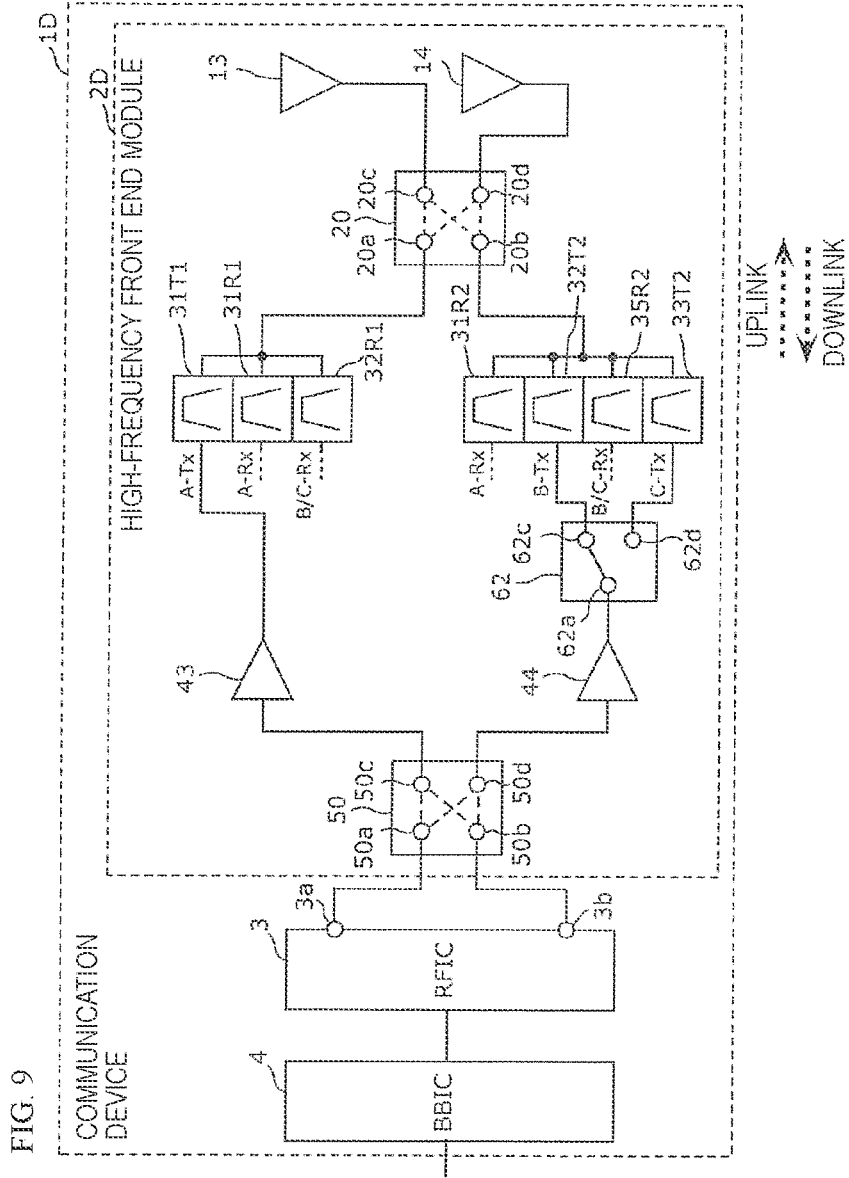 FIG. 9
COMMUNICATION
DEVICE
1D
HIGH-FREQUENCY FRONT END MODULE
2D
4
BBIC
3
RFIC
3a
3b
50
50a
50c
50b
50d
43
44
62
62a
62c
62d
A-Tx
A-Rx
B/C-Rx
31T1
31R1
32R1
A-Rx
B-Tx
B/C-Rx
C-Tx
31R2
32T2
35R2
33T2
20
20a
20c
20b
20d
13
14
UPLINK
DOWNLINK